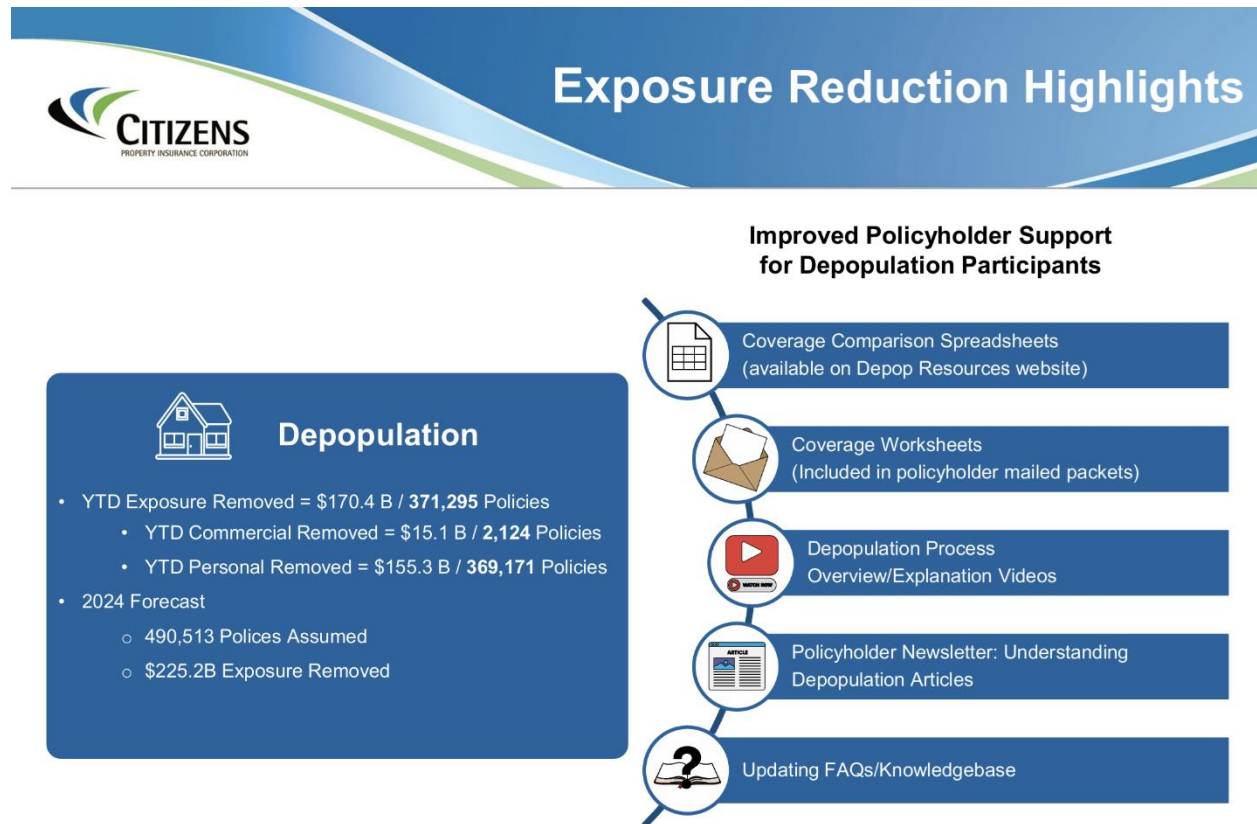 Exposure Reduction Highlights
CITIZENS
PROPERTY INSURANCE CORPORATION
Depopulation
• YTD Exposure Removed = $170.4 B / 371,295 Policies
• YTD Commercial Removed = $15.1 B / 2,124 Policies
• YTD Personal Removed = $155.3 B / 369,171 Policies
• 2024 Forecast
○ 490,513 Polices Assumed
○ $225.2B Exposure Removed
Improved Policyholder Support
for Depopulation Participants
Coverage Comparison Spreadsheets
(available on Depop Resources website)
Coverage Worksheets
(Included in policyholder mailed packets)
WATCH NOW
Depopulation Process
Overview/Explanation Videos
ARTICLE
Policyholder Newsletter: Understanding
Depopulation Articles
?
Updating FAQs/Knowledgebase